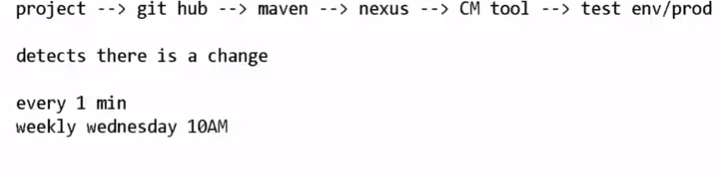 project --> git hub --> maven --> nexus --> CM tool --> test env/prod
detects there is a change
every 1 min
weekly wednesday 10AM